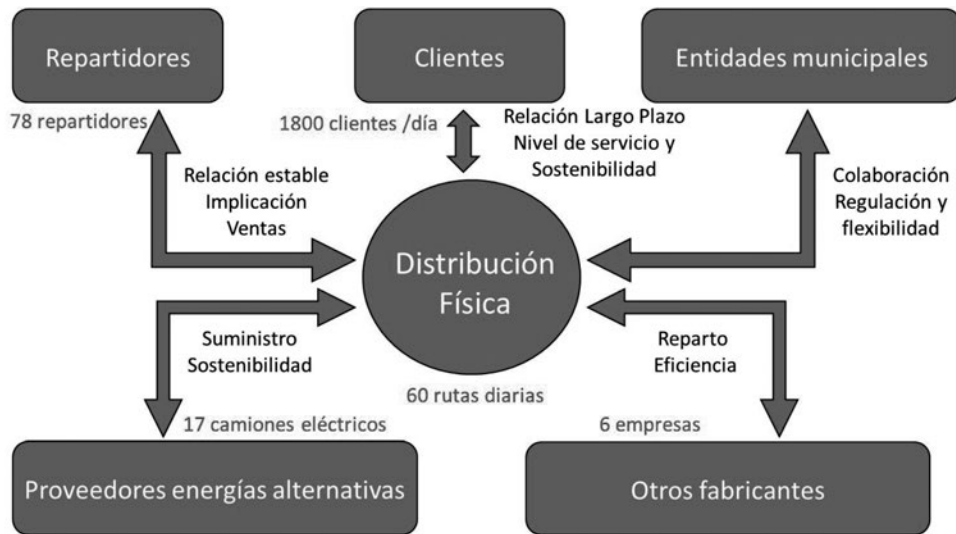 Repartidores
Clientes
Entidades municipales
78 repartidores
1800 clientes /día
Relación Largo Plazo
Nivel de servicio y
Sostenibilidad
Relación estable
Implicación
Ventas
Colaboración
Regulación y
flexibilidad
Distribución
Física
Suministro
Sostenibilidad
Reparto
Eficiencia
60 rutas diarias
17 camiones eléctricos
6 empresas
Proveedores energías alternativas
Otros fabricantes